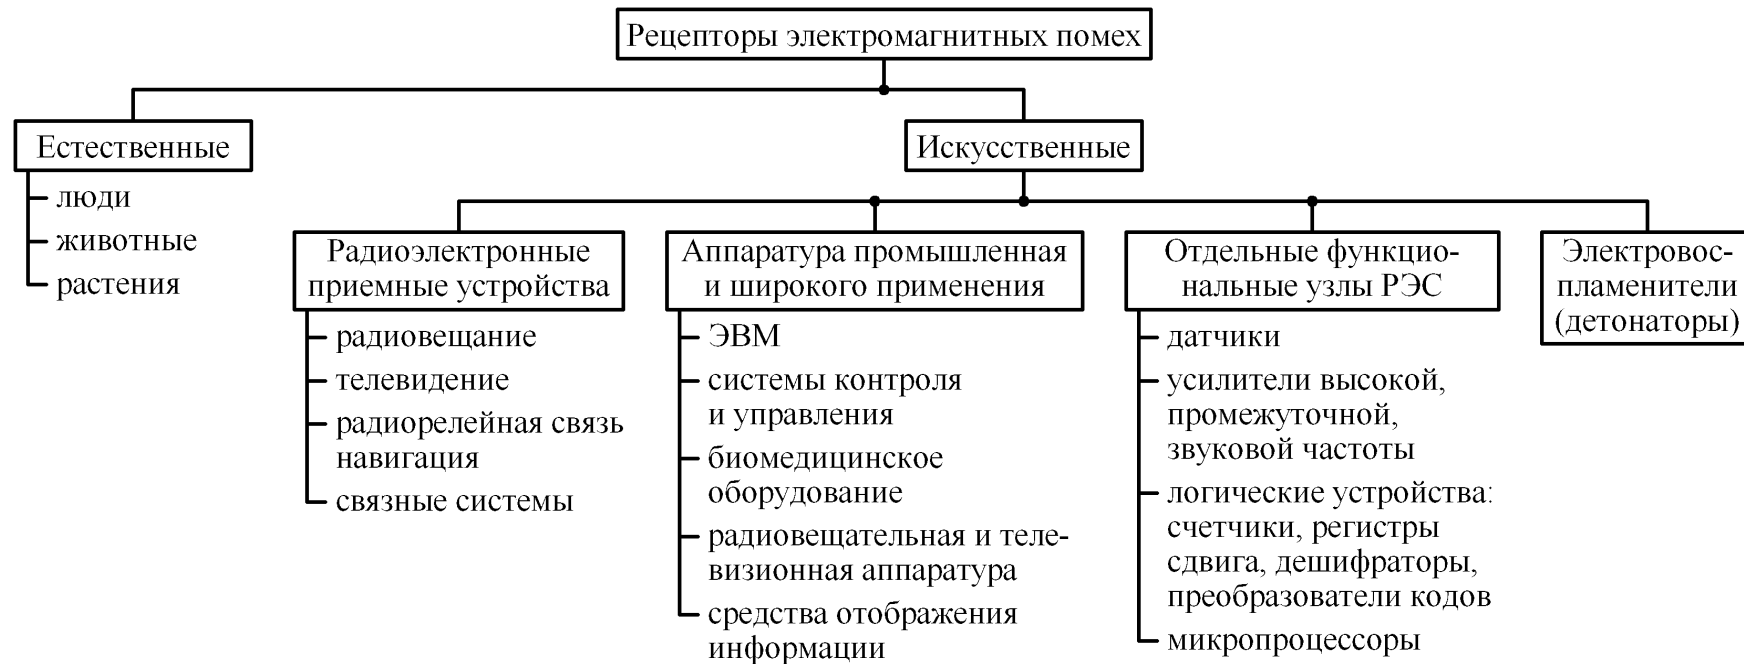 Рецепторы электромагнитных помех
Естественные
люди
животные
растения
Искусственные
Радиоэлектронные
приемные устройства
радиовещание
телевидение
радиорелейная связь
навигация
связные системы
Аппаратура промышленная
и широкого применения
ЭВМ
системы контроля
и управления
биомедицинское
оборудование
радиовещательная и теле-
визионная аппаратура
средства отображения
информации
Отдельные функцио-
нальные узлы РЭС
датчики
усилители высокой,
промежуточной,
звуковой частоты
логические устройства:
счетчики, регистры
сдвига, дешифраторы,
преобразователи кодов
микропроцессоры
Электровос-
пламенители
(детонаторы)